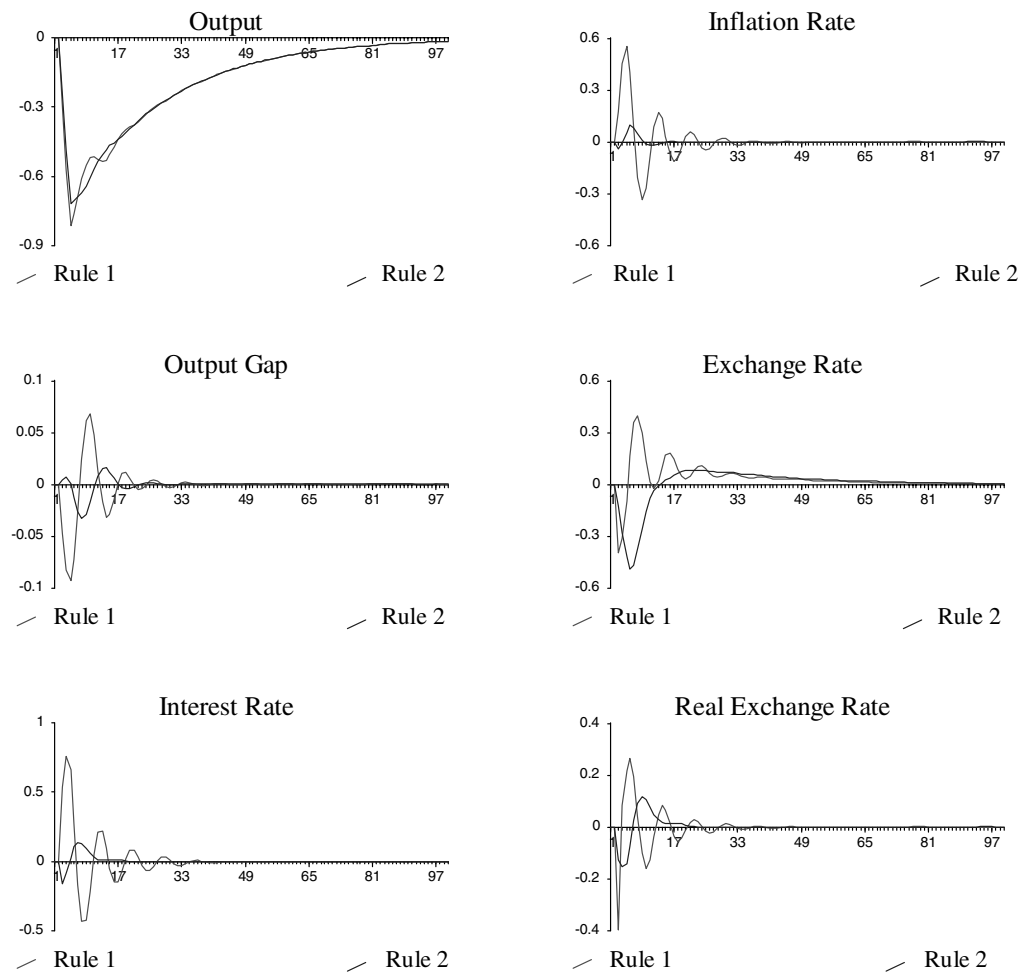 Output
0
1 17 33 49 65 81 97
-0.3
-0.6
-0.9
Rule 1 Rule 2
Inflation Rate
0.6
0.3
0
1 17 33 49 65 81 97
-0.3
-0.6
Rule 1 Rule 2
Output Gap
0.1
0.05
0
1 17 33 49 65 81 97
-0.05
-0.1
Rule 1 Rule 2
Exchange Rate
0.6
0.3
0
1 17 33 49 65 81 97
-0.3
-0.6
Rule 1 Rule 2
Interest Rate
1
0.5
0
1 17 33 49 65 81 97
-0.5
Rule 1 Rule 2
Real Exchange Rate
0.4
0.2
0
1 17 33 49 65 81 97
-0.2
-0.4
Rule 1 Rule 2